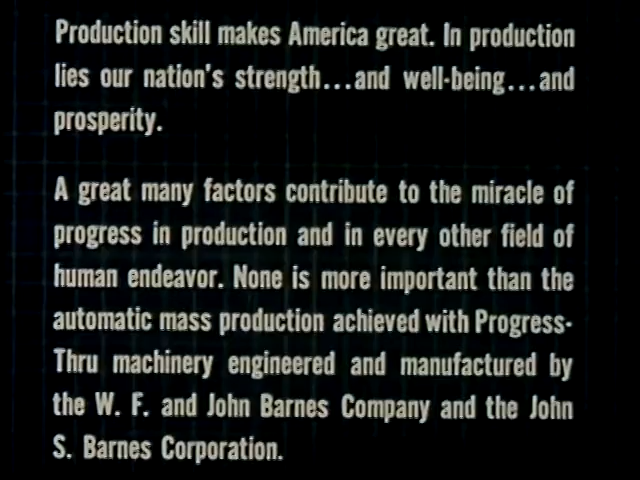 Production skill makes America great. In production
lies our nation's strength...and well-being...and
prosperity.
A great many factors contribute to the miracle of
progress in production and in every other field of
human endeavor. None is more important than the
automatic mass production achieved with Progress-
Thru machinery engineered and manufactured by
the W. F. and John Barnes Company and the John
S. Barnes Corporation.